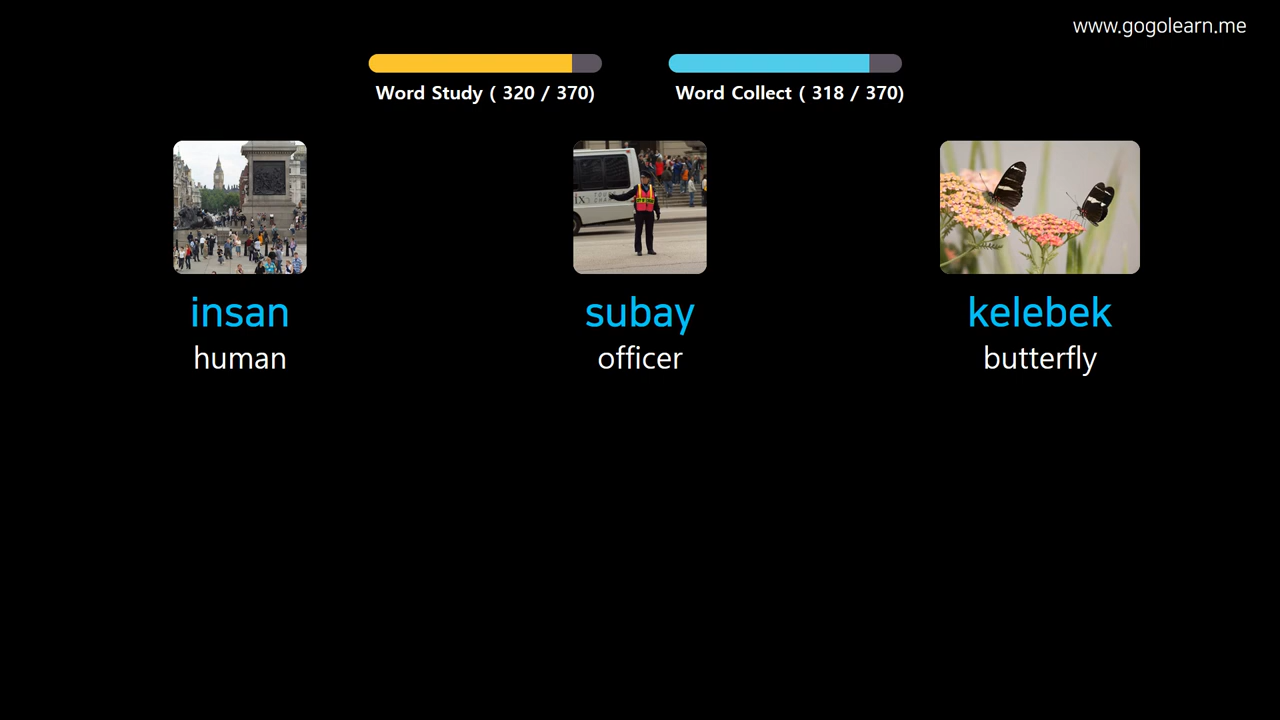 www.gogolearn.me
Word Study ( 320 / 370)
Word Collect ( 318 / 370)
insan
human
subay
officer
kelebek
butterfly